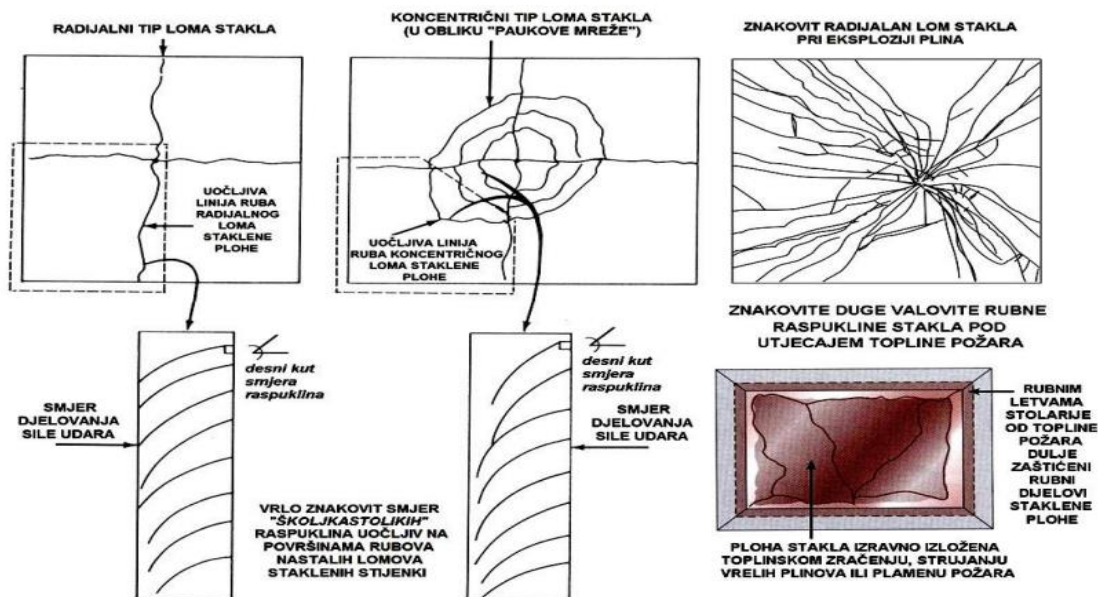 RADIJALNI TIP LOMA STAKLA
UOČLJIVA
LINIJA RUBA
RADIJALNOG
LOMA
STAKLENE
PLOHE
KONCENTRIČNI TIP LOMA STAKLA
(U OBLIKU "PAUKOVE MREŽE")
UOČLJIVA LINIJA
RUBA KONCENTRIČNOG
LOMA STAKLENE
PLOHE
ZNAKOVIT RADIJALAN LOM STAKLA
PRI EKSPLOZIJI PLINA
desni kut
smjera
raspuklina
SMJER
DJELOVANJA
SILE UDARA
VRLO ZNAKOVIT SMJER
"ŠKOLJKASTOLIKIH"
RASPUKLINA UOČLJIV NA
POVRŠINAMA RUBOVA
NASTALIH LOMOVA
STAKLENIH STIJENKI
desni kut
smjera
raspuklina
SMJER
DJELOVANJA
SILE UDARA
ZNAKOVITE DUGE VALOVITE RUBNE
RASPUKLINE STAKLA POD
UTJECAJEM TOPLINE POŽARA
RUBNIM
LETVAMA
STOLARIJE
OD TOPLINE
POŽARA
DULJE
ZAŠTIĆENI
RUBNI
DIJELOVI
STAKLENE
PLOHE
PLOHA STAKLA IZRAVNO IZLOŽENA
TOPLINSKOM ZRAČENJU, STRUJANJU
VRELIH PLINOVA ILI PLAMENU POŽARA